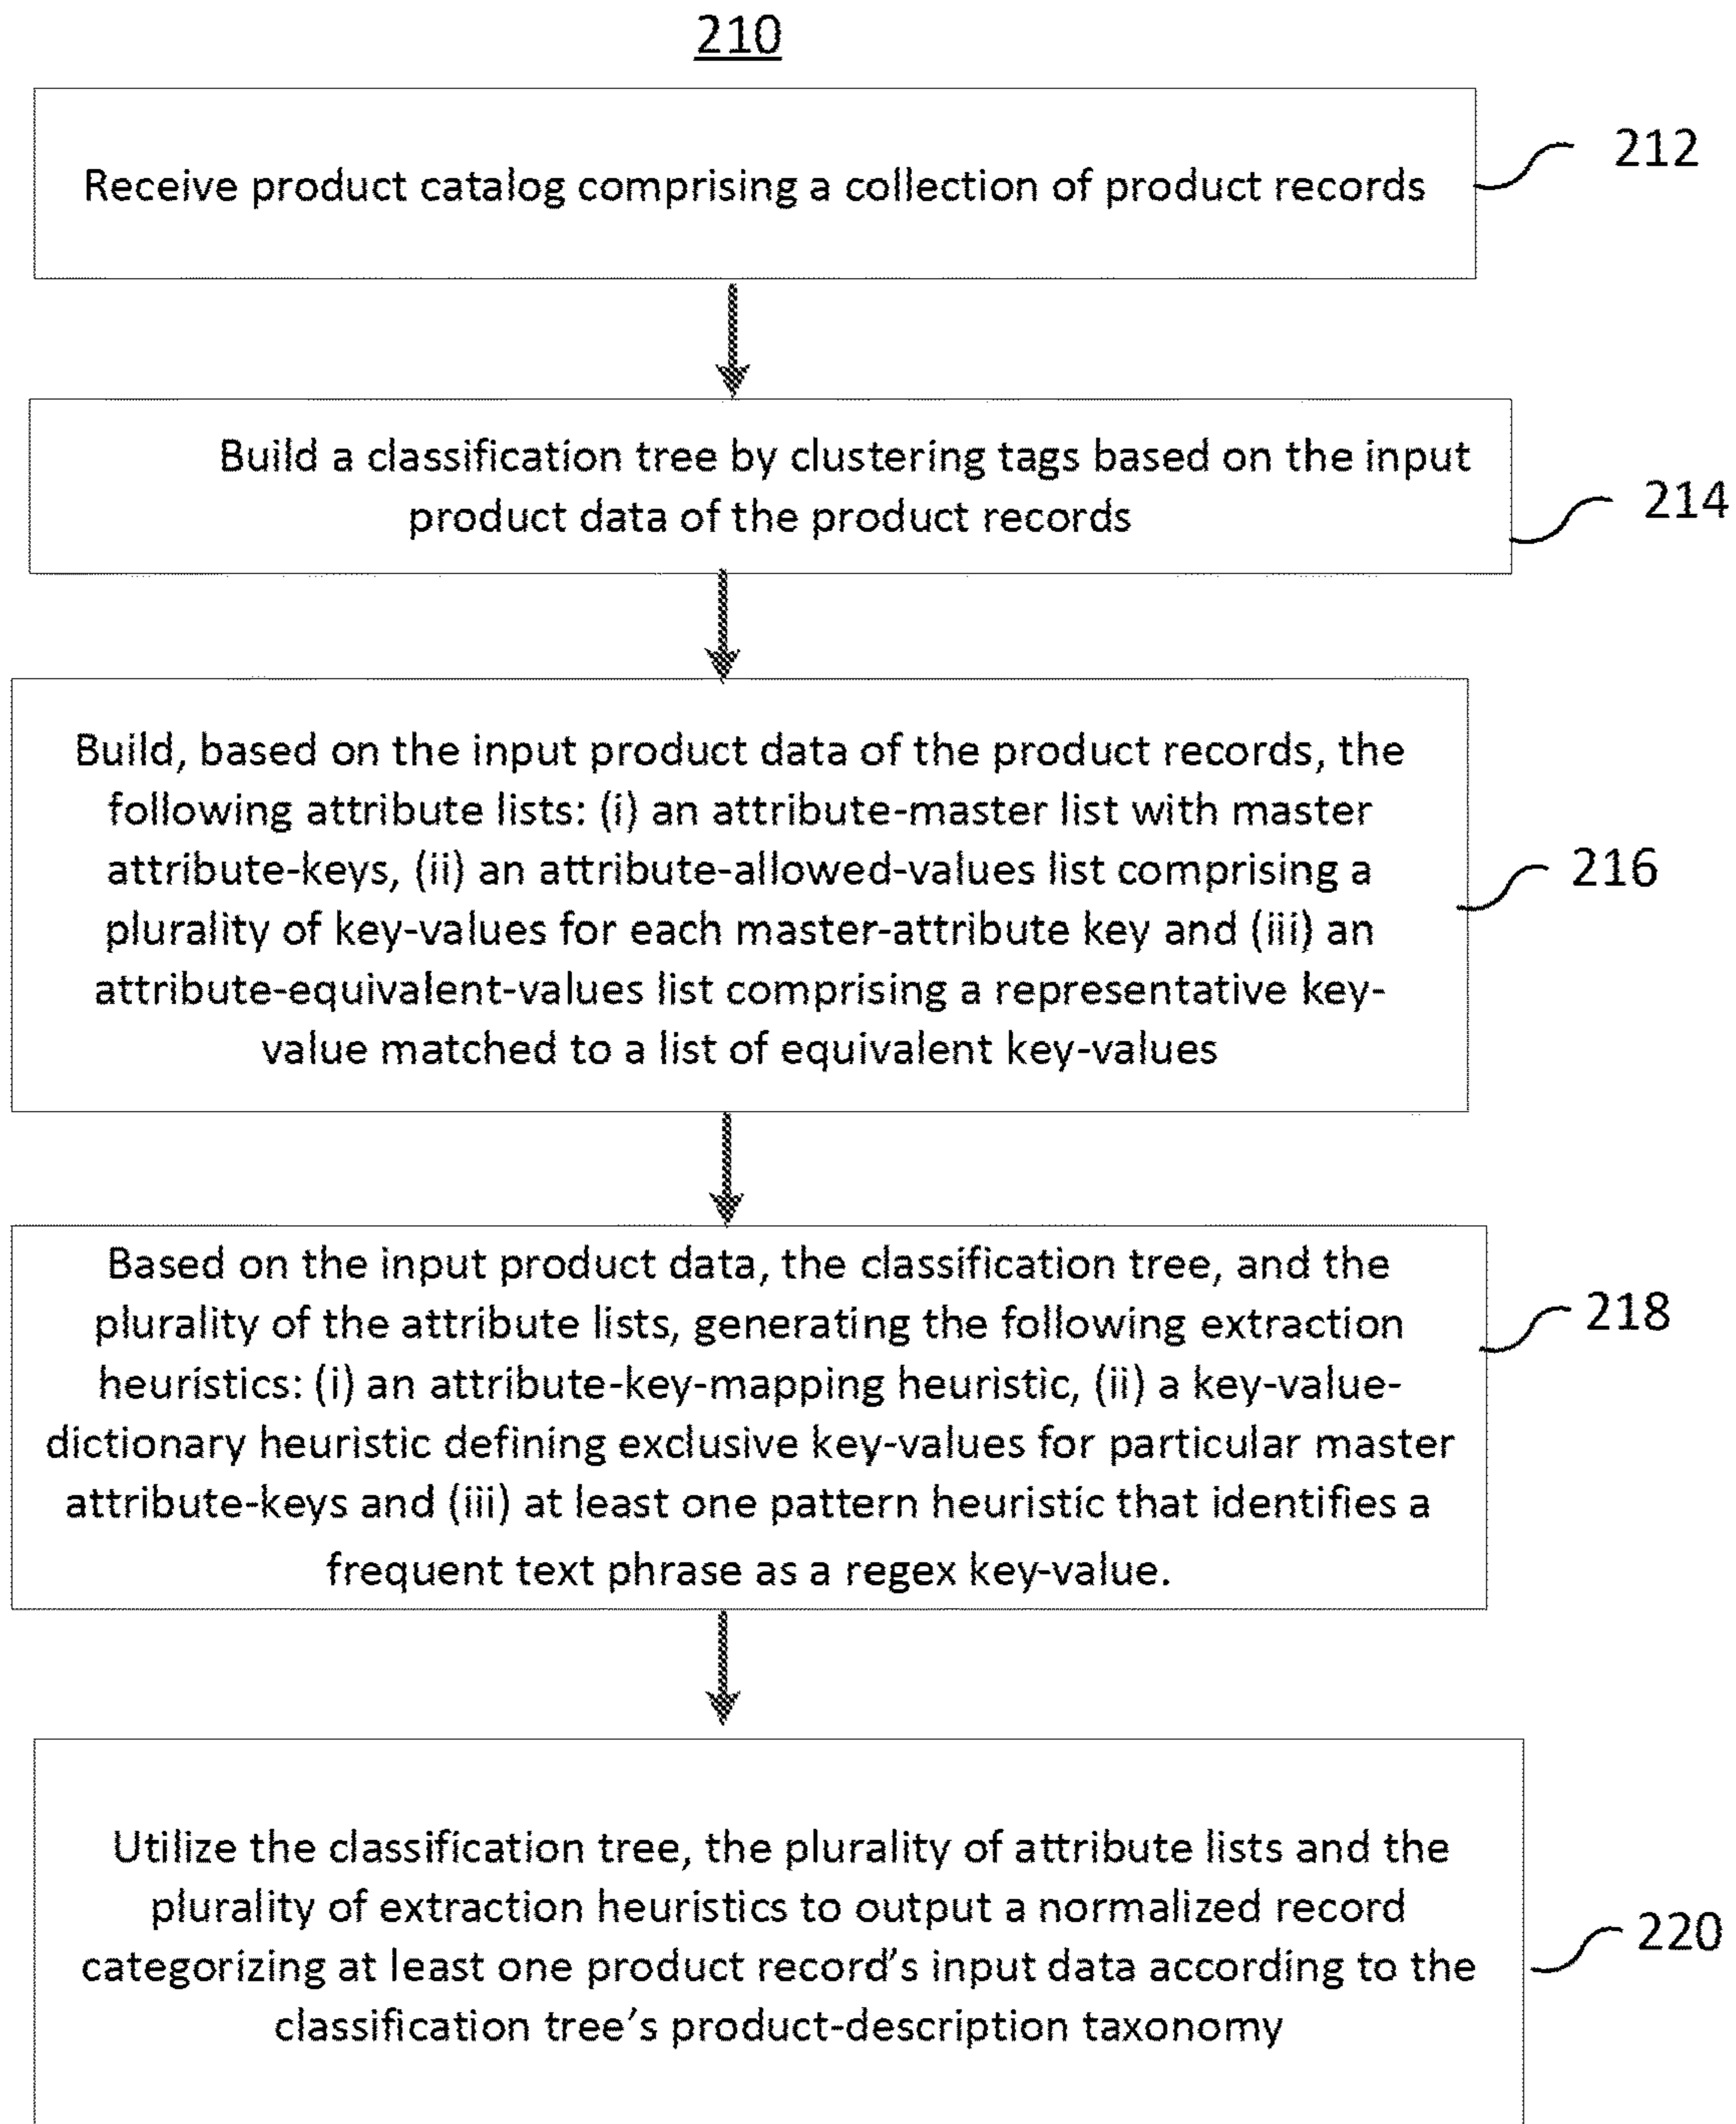 210
Receive product catalog comprising a collection of product records
212
Build a classification tree by clustering tags based on the input
product data of the product records
214
Build, based on the input product data of the product records, the
following attribute lists: (i) an attribute-master list with master
attribute-keys, (ii) an attribute-allowed-values list comprising a
plurality of key-values for each master-attribute key and (iii) an
attribute-equivalent-values list comprising a representative key-
value matched to a list of equivalent key-values
216
Based on the input product data, the classification tree, and the
plurality of the attribute lists, generating the following extraction
heuristics: (i) an attribute-key-mapping heuristic, (ii) a key-value-
dictionary heuristic defining exclusive key-values for particular master
attribute-keys and (iii) at least one pattern heuristic that identifies a
frequent text phrase as a regex key-value.
218
Utilize the classification tree, the plurality of attribute lists and the
plurality of extraction heuristics to output a normalized record
categorizing at least one product record's input data according to the
classification tree's product-description taxonomy
220